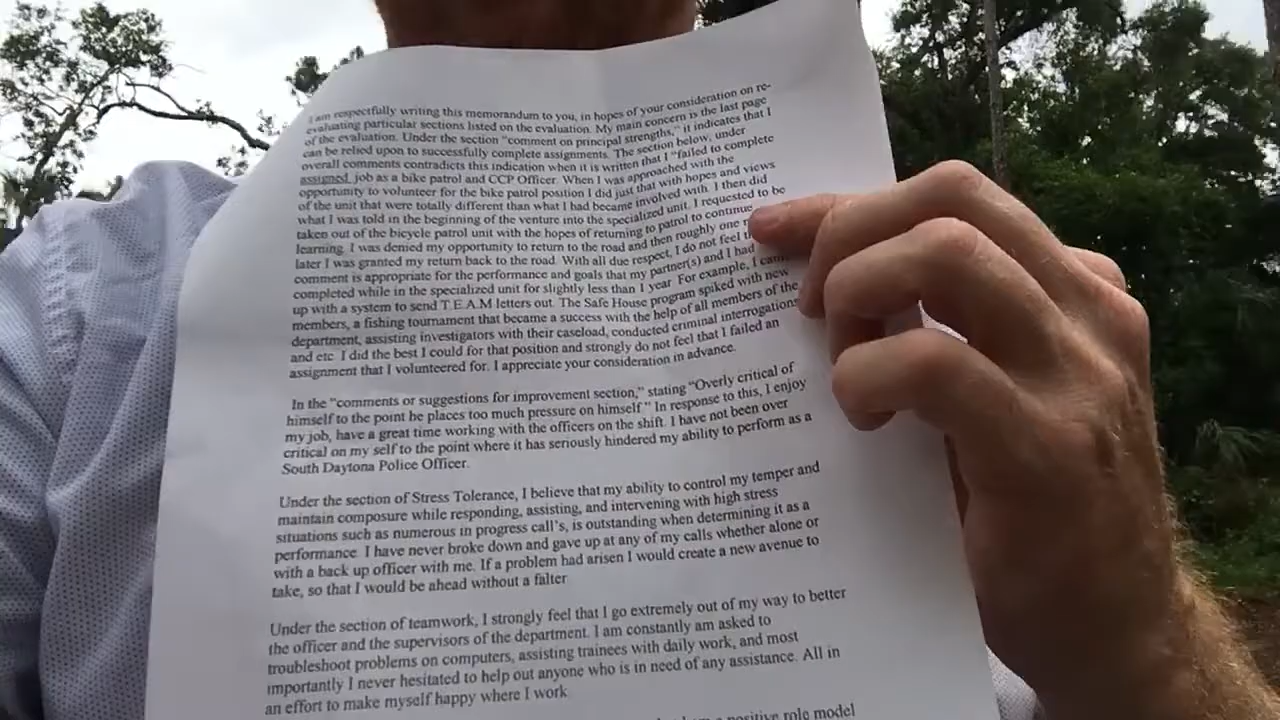 I am respectfully writing this memorandum to you, in hopes of your consideration on re-
evaluating particular sections listed on the evaluation. My main concern is the last page
of the evaluation. Under the section "comment on principal strengths," it indicates that I
can be relied upon to successfully complete assignments. The section below, under
overall comments contradicts this indication when it is written that I "failed to complete
assigned job as a bike patrol and CCP Officer. When I was approached with the
opportunity to volunteer for the bike patrol position I did just that with hopes and views
of the unit that were totally different than what I had became involved with. I then did
what I was told in the beginning of the venture into the specialized unit. I requested to be
taken out of the bicycle patrol unit with the hopes of returning to patrol to continue
learning. I was denied my opportunity to return to the road and then roughly one
later I was granted my return back to the road. With all due respect, I do not feel
comment is appropriate for the performance and goals that my partner(s) and I had
completed while in the specialized unit for slightly less than 1 year. For example, I
up with a system to send T.E.A.M letters out. The Safe House program spiked with new
members, a fishing tournament that became a success with the help of all members of the
department, assisting investigators with their caseload, conducted criminal interrogations
and etc. I did the best I could for that position and strongly do not feel that I failed an
assignment that I volunteered for. I appreciate your consideration in advance.
In the "comments or suggestions for improvement section," stating "Overly critical of
himself to the point he places too much pressure on himself." In response to this, I enjoy
my job, have a great time working with the officers on the shift. I have not been over
critical on my self to the point where it has seriously hindered my ability to perform as a
South Daytona Police Officer.
Under the section of Stress Tolerance, I believe that my ability to control my temper and
maintain composure while responding, assisting, and intervening with high stress
situations such as numerous in progress call's, is outstanding when determining it as a
performance. I have never broke down and gave up at any of my calls whether alone or
with a back up officer with me. If a problem had arisen I would create a new avenue to
take, so that I would be ahead without a falter
Under the section of teamwork, I strongly feel that I go extremely out of my way to better
the officer and the supervisors of the department. I am constantly am asked to
troubleshoot problems on computers, assisting trainees with daily work, and most
importantly I never hesitated to help out anyone who is in need of any assistance. All in
an effort to make myself happy where I work.
a positive role model